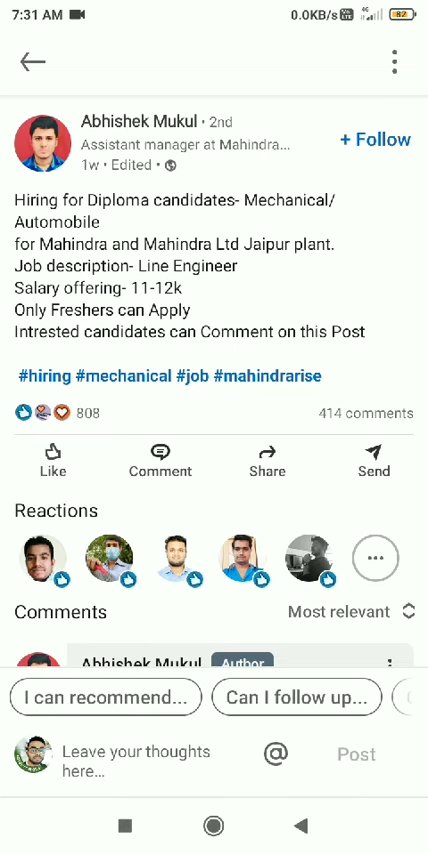 7:31 AM
0.0KB/s
4G
82
Abhishek Mukul • 2nd
Assistant manager at Mahindra...
1w • Edited •
+ Follow
Hiring for Diploma candidates- Mechanical/
Automobile
for Mahindra and Mahindra Ltd Jaipur plant.
Job description- Line Engineer
Salary offering- 11-12k
Only Freshers can Apply
Intrested candidates can Comment on this Post
#hiring #mechanical #job #mahindrarise
808
414 comments
Like
Comment
Share
Send
Reactions
Comments
Most relevant
Abhishek Mukul Author
I can recommend...
Can I follow up...
Leave your thoughts
here...
@
Post